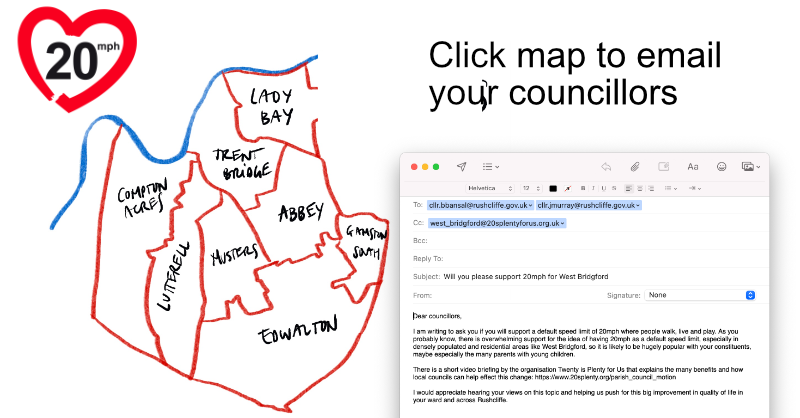 20 mph
Click map to email
your councillors
LADY
BAY
TRENT
BRIDGE
COMPTON
ACRES
ABBEY
GAMSTON
SOUTH
LUTTERELL
MUSTERS
EDWALTON
Helvetica 12 B I U S
To: cllr.bbansal@rushcliffe.gov.uk cllr.jmurray@rushcliffe.gov.uk
Cc: west_bridgford@20splentyforus.org.uk
Bcc:
Reply To:
Subject: Will you please support 20mph for West Bridgford
From: Signature: None
Dear councillors,
I am writing to ask you if you will support a default speed limit of 20mph where people walk, live and play. As you
probably know, there is overwhelming support for the idea of having 20mph as a default speed limit, especially in
densely populated and residential areas like West Bridgford, so it is likely to be hugely popular with your constituents,
maybe especially the many parents with young children.
There is a short video briefing by the organisation Twenty is Plenty for Us that explains the many benefits and how
local councils can help effect this change: https://www.20splenty.org/parish_council_motion
I would appreciate hearing your views on this topic and helping us push for this big improvement in quality of life in
your ward and across Rushcliffe.